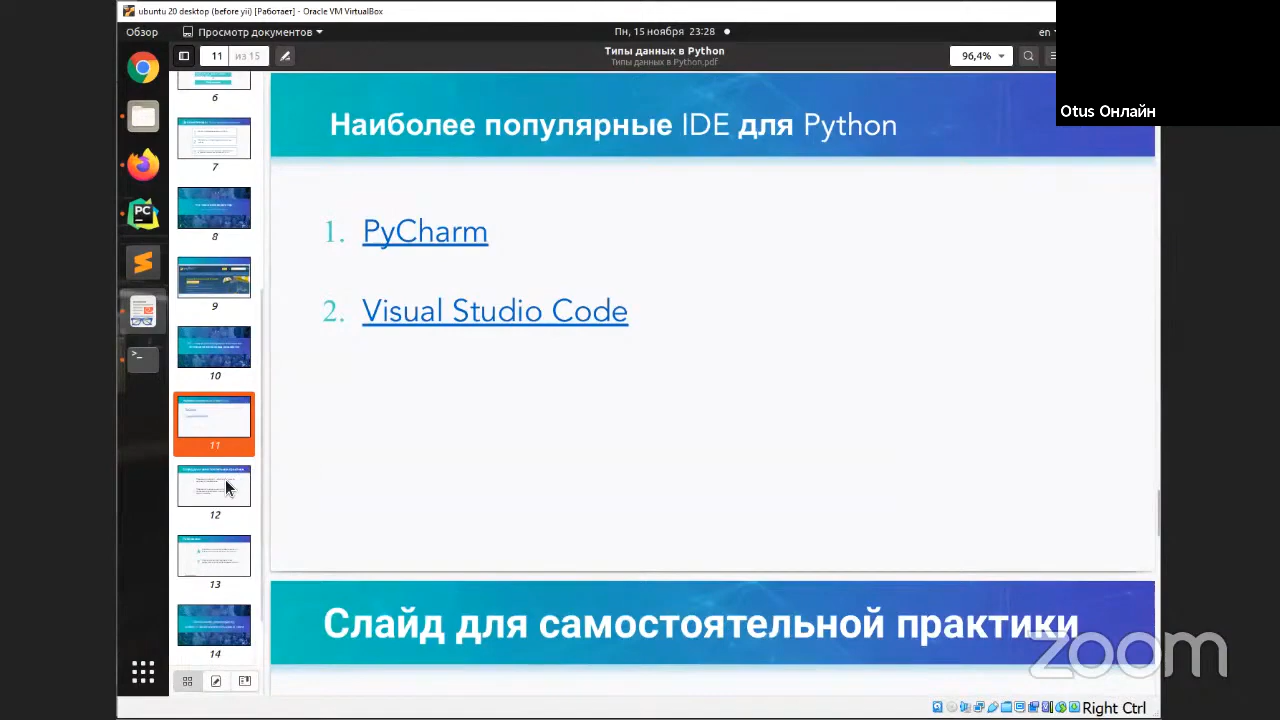 ubuntu 20 desktop (before yii) [Работает] - Oracle VM VirtualBox
Обзор
Просмотр документов
Пн, 15 ноября 23:28
en
11 из 15
Типы данных в Python
Типы данных в Python.pdf
96,4%
Otus Онлайн
6
7
8
9
10
11
12
13
14
PC
Наиболее популярные IDE для Python
1. PyCharm
2. Visual Studio Code
Слайд для самостоятельной практики
zoom
Right Ctrl